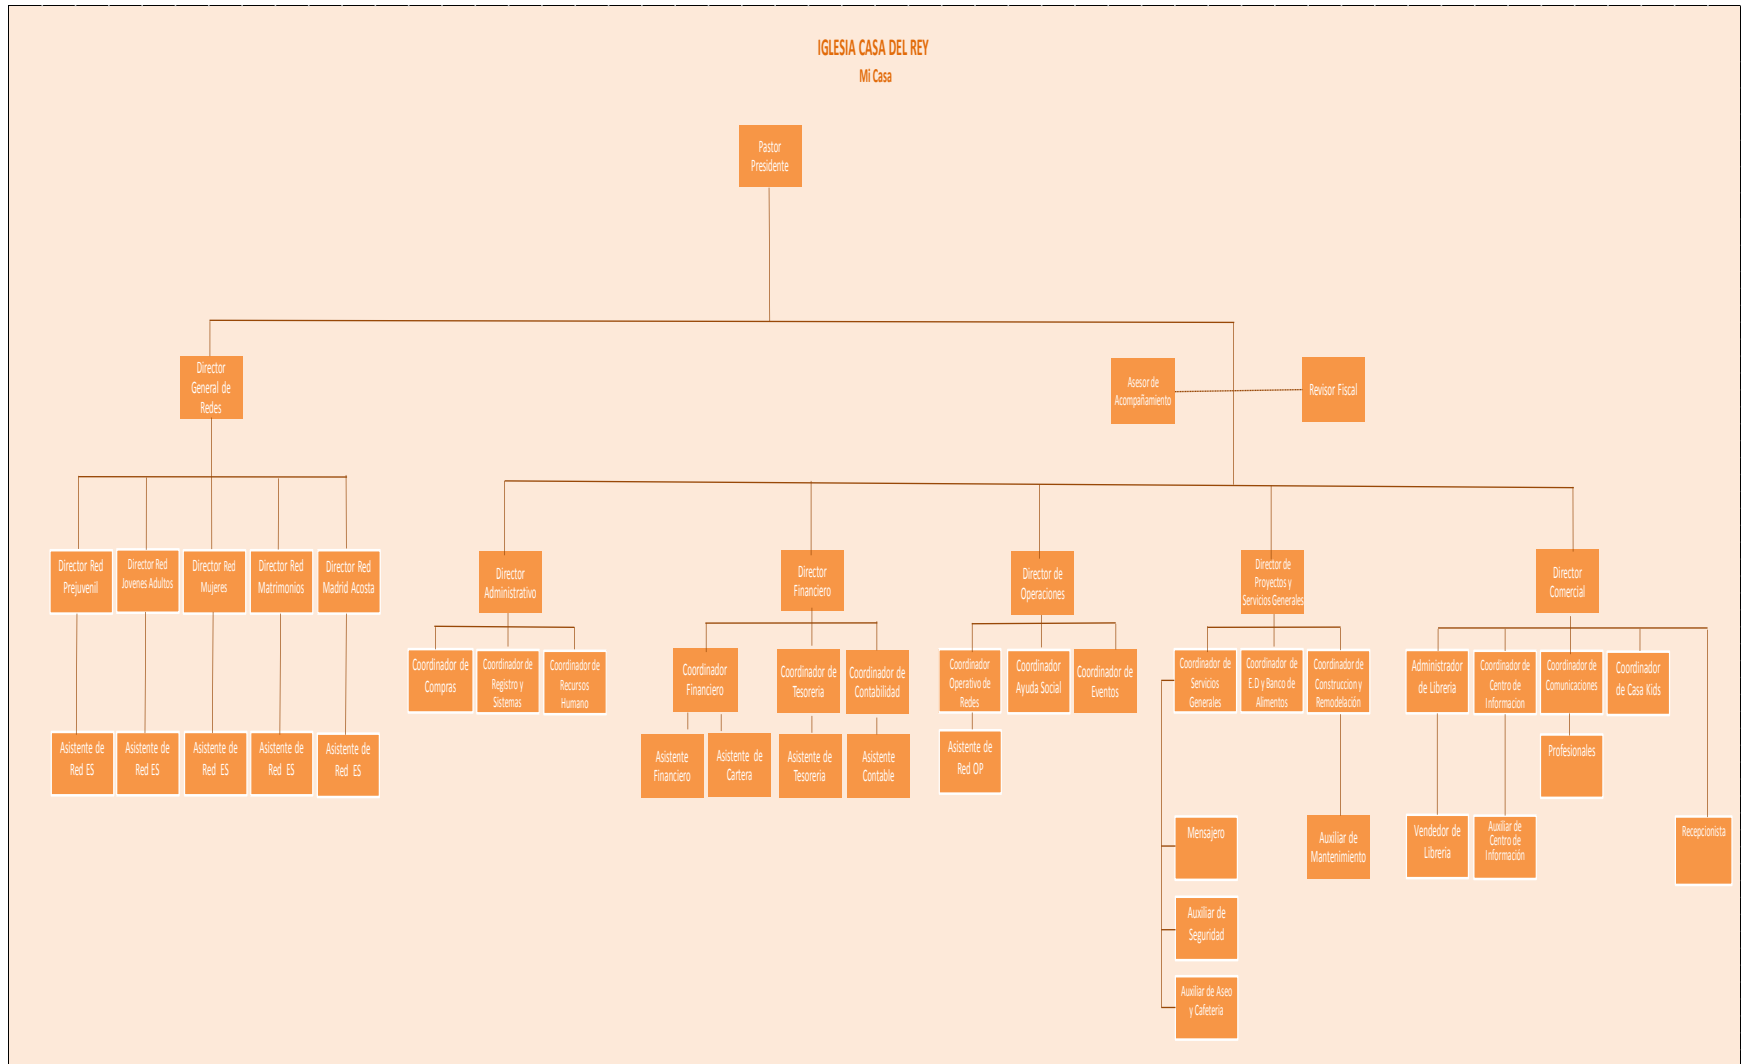 IGLESIA CASA DEL REY
Mi Casa
Pastor
Presidente
Director
General de
Redes
Asesor de
Acompañamiento
Revisor Fiscal
Director Red
Prejuvenil
Director Red
Jovenes Adultos
Director Red
Mujeres
Director Red
Matrimonios
Director Red
Madrid Acosta
Director
Administrativo
Director
Financiero
Director de
Operaciones
Director de
Proyectos y
Servicios Generales
Director
Comercial
Coordinador de
Compras
Coordinador de
Registro y
Sistemas
Coordinador de
Recursos
Humano
Coordinador
Financiero
Coordinador de
Tesoreria
Coordinador de
Contabilidad
Coordinador
Operativo de
Redes
Coordinador
Ayuda Social
Coordinador de
Eventos
Coordinador de
Servicios
Generales
Coordinador de
E.D y Banco de
Alimentos
Coordinador de
Construccion y
Remodelación
Administrador
de Libreria
Coordinador de
Centro de
Informacion
Coordinador de
Comunicaciones
Coordinador
de Casa Kids
Asistente de
Red ES
Asistente de
Red ES
Asistente de
Red ES
Asistente de
Red ES
Asistente de
Red ES
Asistente
Financiero
Asistente de
Cartera
Asistente de
Tesoreria
Asistente
Contable
Asistente de
Red OP
Profesionales
Mensajero
Auxiliar de
Mantenimiento
Vendedor de
Libreria
Auxiliar de
Centro de
Información
Recepcionista
Auxiliar de
Seguridad
Auxiliar de Aseo
y Cafeteria